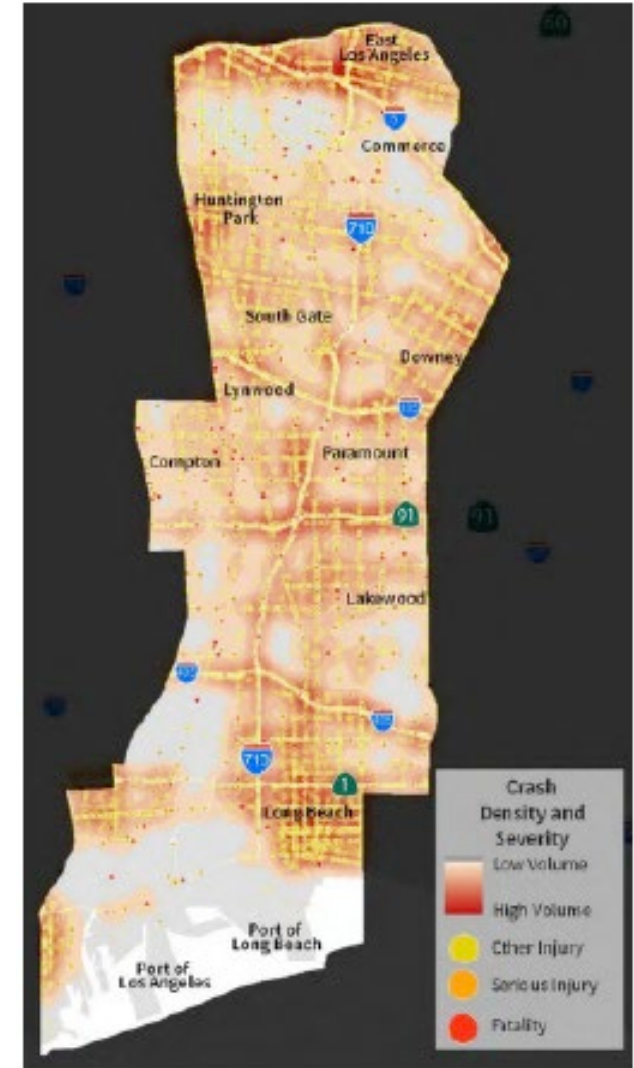 60
East
Los Angeles
5
Commerce
Huntington
Park
710
South Gate
Downey
Lynwood
105
Paramount
Compton
91
91
Lakewood
405
405
710
1
Long Beach
Port of
Long Beach
Port of
Los Angeles
Crash
Density and
Severity
Low Volume
High Volume
Other Injury
Serious Injury
Fatality